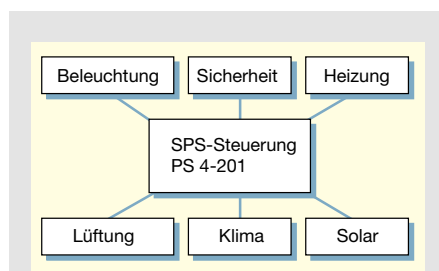 Beleuchtung
Sicherheit
Heizung
SPS-Steuerung
PS 4-201
Lüftung
Klima
Solar